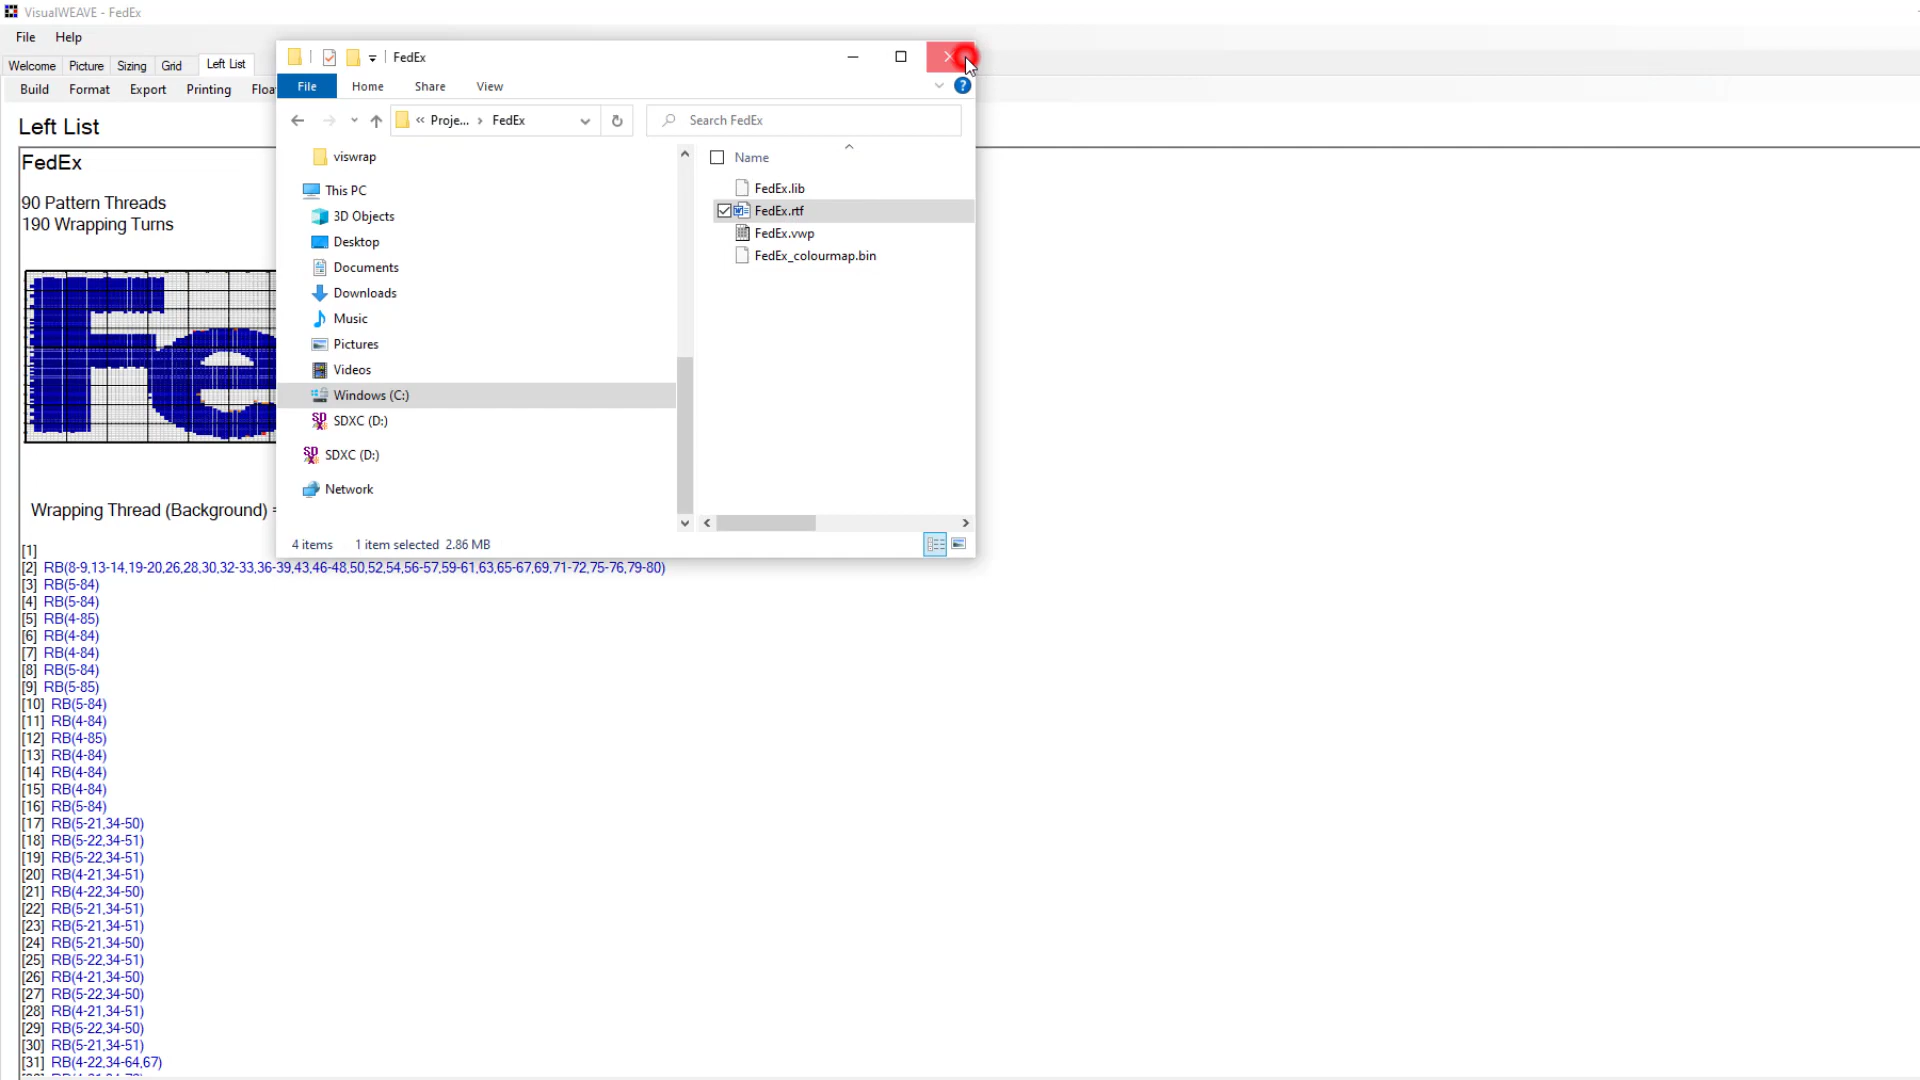 VisualWEAVE - FedEx
File Help
Welcome Picture Sizing Grid Left List
Build Format Export Printing Floa
Left List
FedEx
90 Pattern Threads
190 Wrapping Turns
Fe
Wrapping Thread (Background) =
[1]
[2] RB(8-9,13-14,19-20,26,28,30,32-33,36-39,43,46-48,50,52,54,56-57,59-61,63,65-67,69,71-72,75-76,79-80)
[3] RB(5-84)
[4] RB(5-84)
[5] RB(4-85)
[6] RB(4-84)
[7] RB(4-84)
[8] RB(5-84)
[9] RB(5-85)
[10] RB(5-84)
[11] RB(4-84)
[12] RB(4-85)
[13] RB(4-84)
[14] RB(4-84)
[15] RB(4-84)
[16] RB(5-84)
[17] RB(5-21,34-50)
[18] RB(5-22,34-51)
[19] RB(5-22,34-51)
[20] RB(4-21,34-51)
[21] RB(4-22,34-50)
[22] RB(5-21,34-51)
[23] RB(5-21,34-51)
[24] RB(5-21,34-50)
[25] RB(5-22,34-51)
[26] RB(4-21,34-50)
[27] RB(5-22,34-50)
[28] RB(4-21,34-51)
[29] RB(5-22,34-50)
[30] RB(5-21,34-51)
[31] RB(4-22,34-64,67)
FedEx
File Home Share View
« Proje... › FedEx
Search FedEx
viswrap
This PC
3D Objects
Desktop
Documents
Downloads
Music
Pictures
Videos
Windows (C:)
SDXC (D:)
SDXC (D:)
Network
Name
FedEx.lib
FedEx.rtf
FedEx.vwp
FedEx_colourmap.bin
4 items 1 item selected 2.86 MB